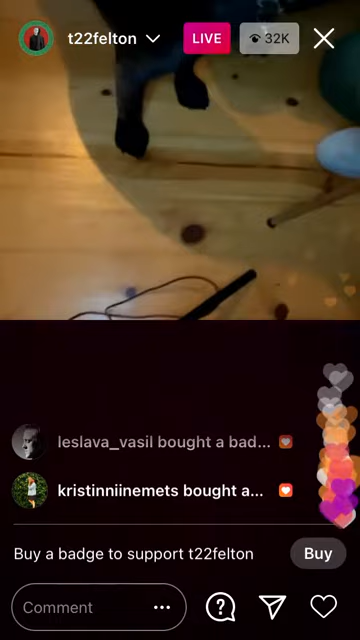 t22felton
LIVE
32K
leslava_vasil bought a bad...
kristinniinemets bought a...
Buy a badge to support t22felton
Buy
Comment